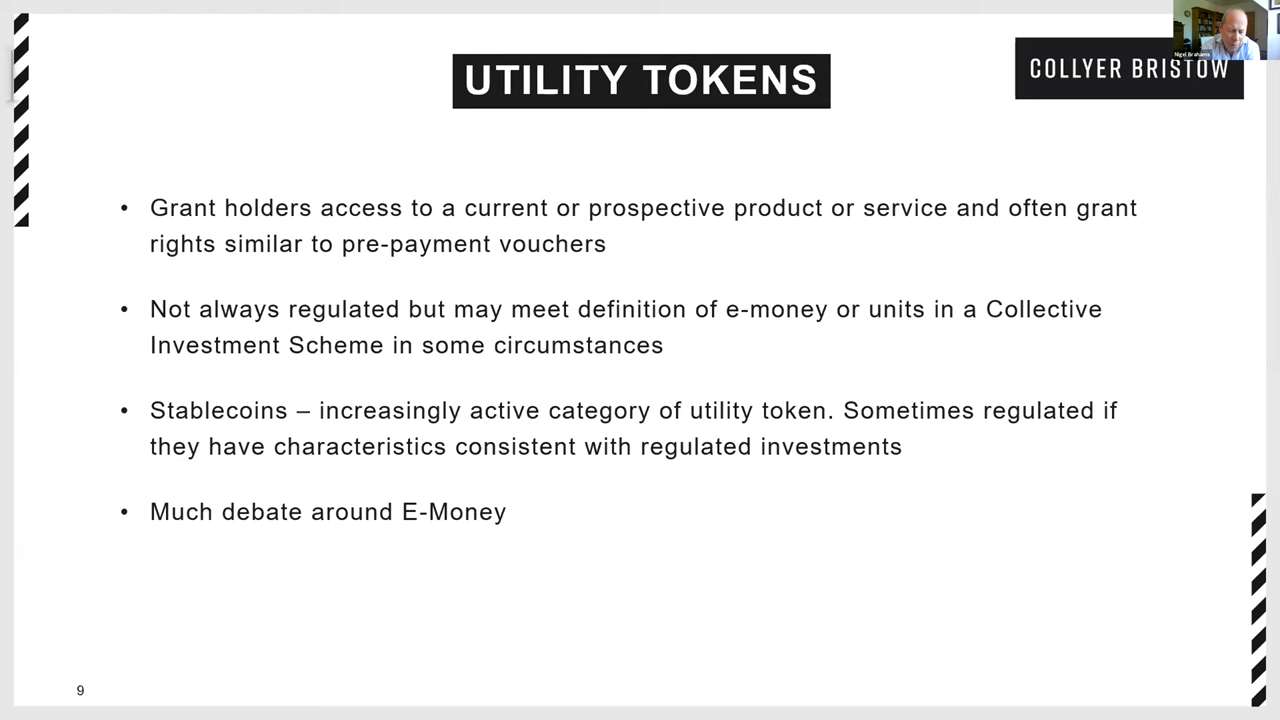 UTILITY TOKENS
COLLYER BRISTOW
Nigel Brahams
• Grant holders access to a current or prospective product or service and often grant
rights similar to pre-payment vouchers
• Not always regulated but may meet definition of e-money or units in a Collective
Investment Scheme in some circumstances
• Stablecoins – increasingly active category of utility token. Sometimes regulated if
they have characteristics consistent with regulated investments
• Much debate around E-Money
9